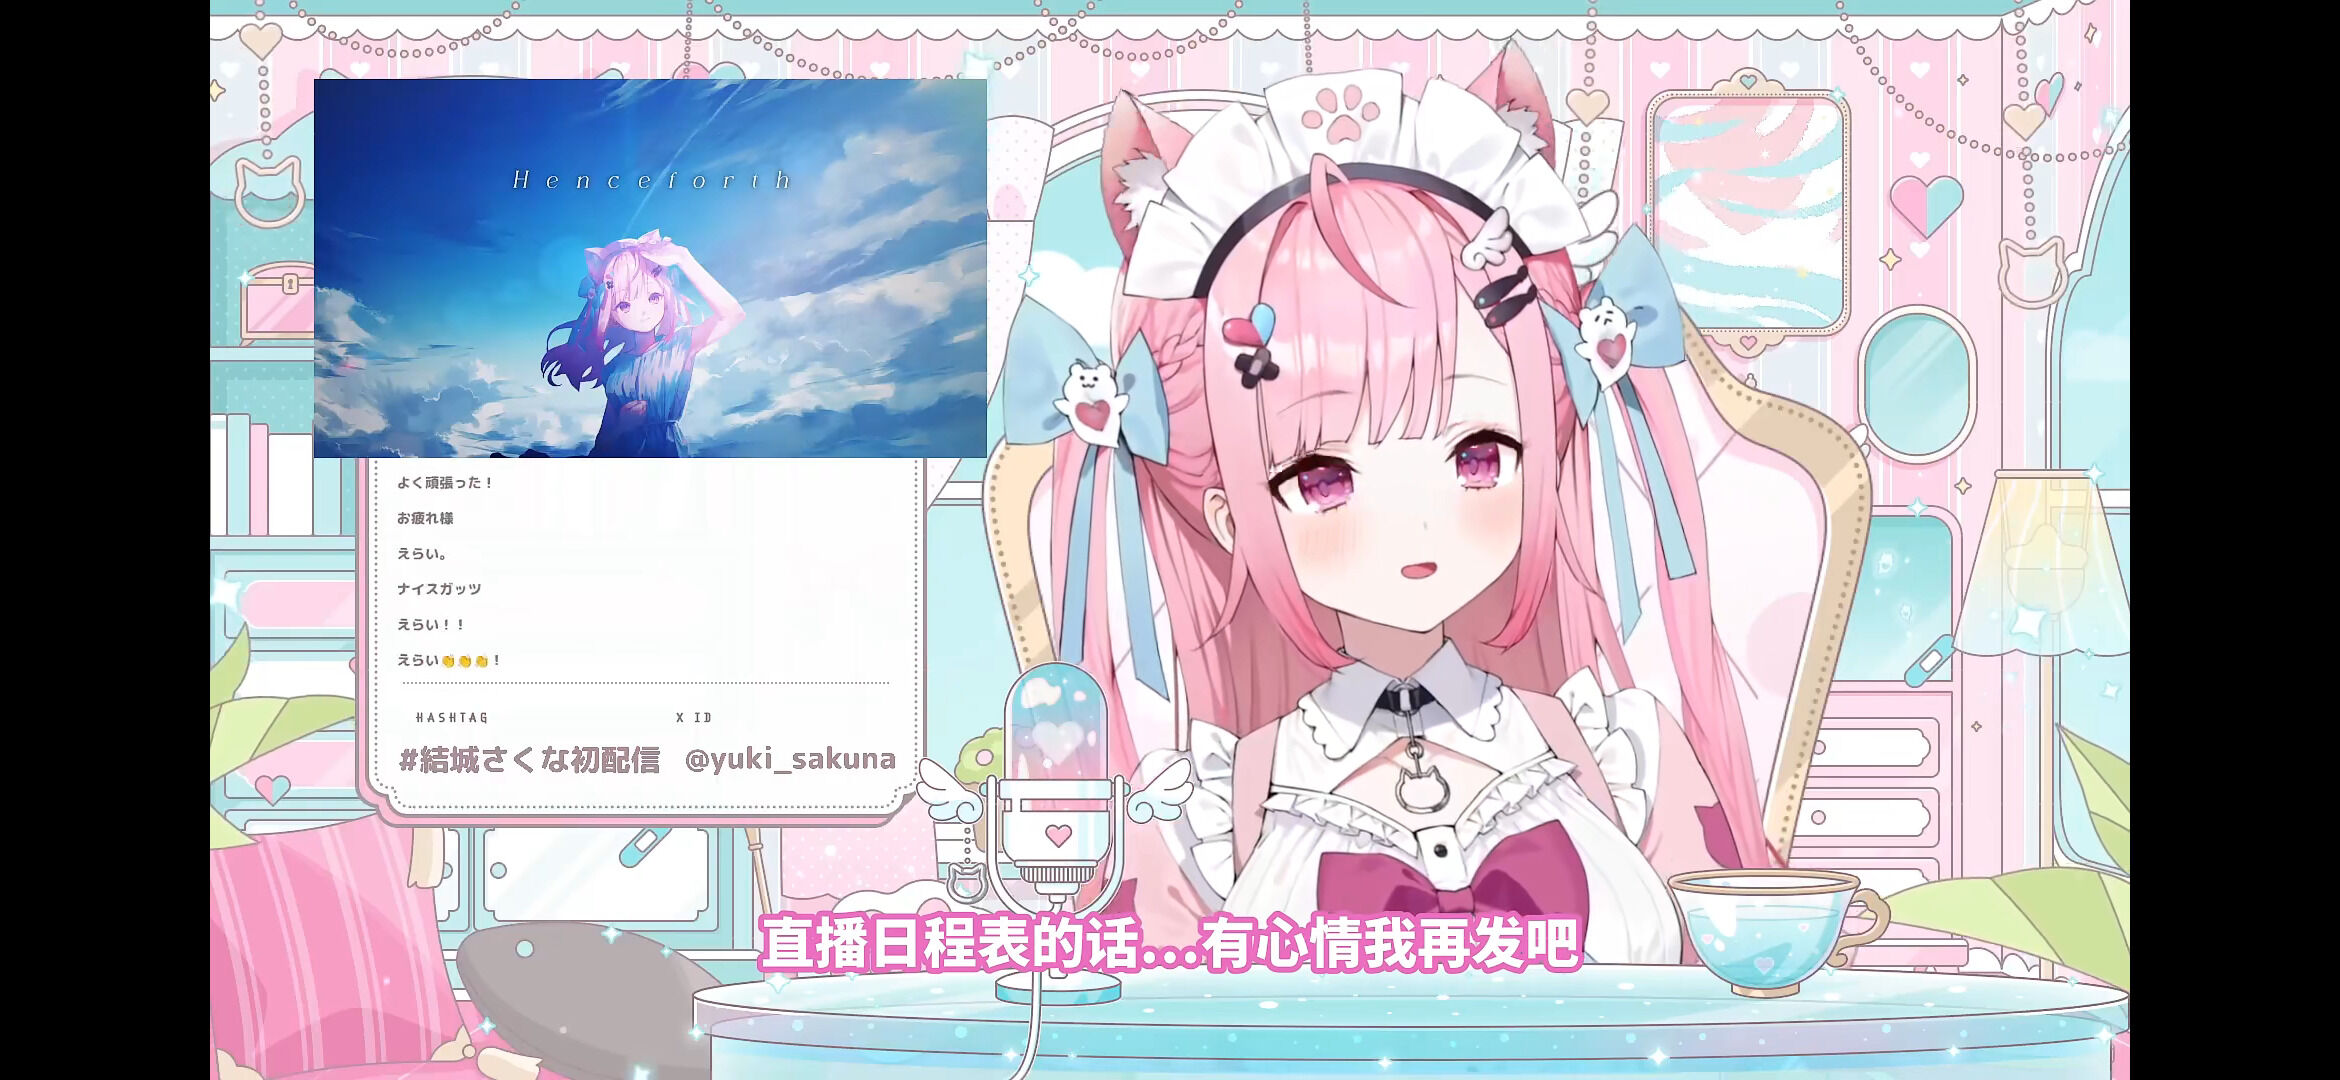 Henceforth
よく頑張った！
お疲れ様
えらい。
ナイスガッツ
えらい！！
えらい👏👏👏！
HASHTAG
X ID
#結城さくな初配信
@yuki_sakuna
直播日程表的话...有心情我再发吧